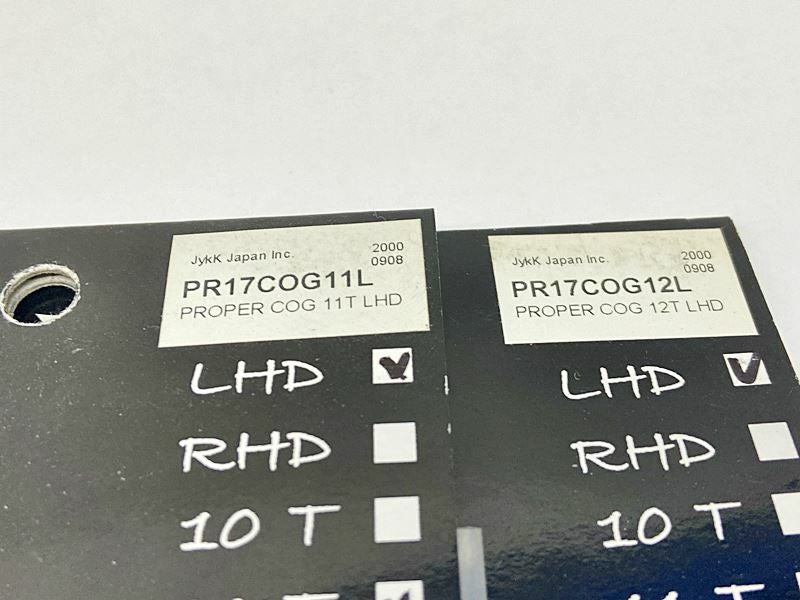 JykK Japan Inc. 2000
0908
PR17COG11L
PROPER COG 11T LHD
LHD
RHD
10 T
T
JykK Japan Inc. 2000
0908
PR17COG12L
PROPER COG 12T LHD
LHD
RHD
10 T
11 T